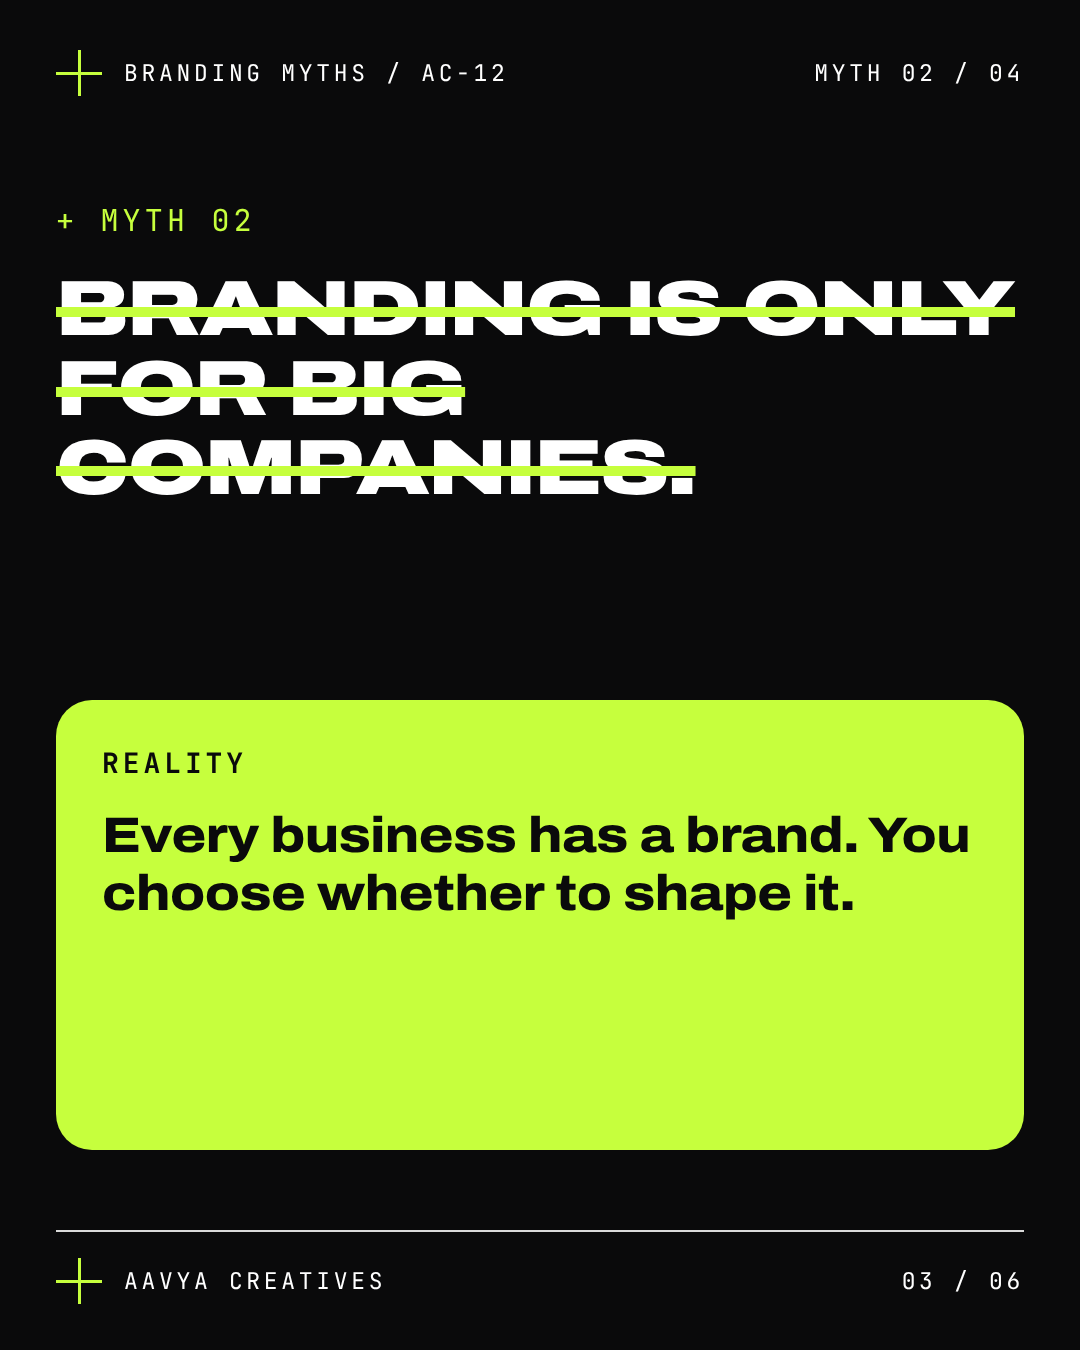 BRANDING MYTHS / AC-12
MYTH 02 / 04
+ MYTH 02
BRANDING IS ONLY
FOR BIG
COMPANIES.
REALITY
Every business has a brand. You
choose whether to shape it.
AAVYA CREATIVES
03 / 06